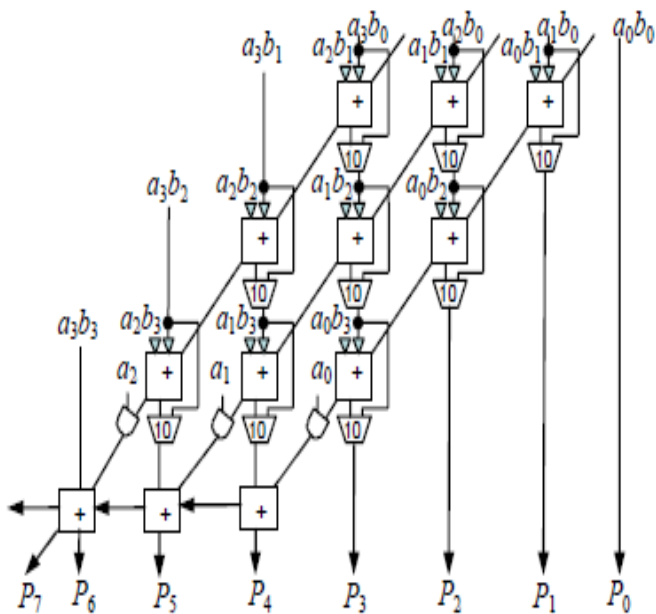 a₃b₀ a₁b₀ a₁b₀ a₀b₀
a₃b₁ a₂b₁ a₁b₁ a₀b₁
+ + +
10 10 10
a₃b₂ a₂b₂ a₁b₂ a₀b₂
+ + +
10 10 10
a₃b₃ a₂b₃ a₁b₃ a₀b₃
a₂ + a₁ + a₀ +
10 10 10
+ + +
P₇ P₆ P₅ P₄ P₃ P₂ P₁ P₀